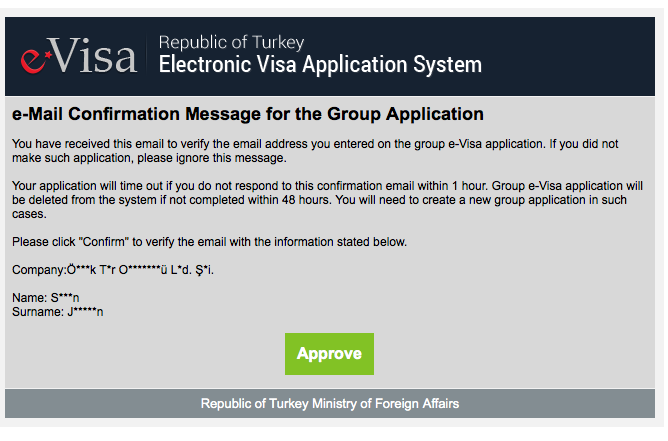 e★Visa
Republic of Turkey
Electronic Visa Application System
e-Mail Confirmation Message for the Group Application
You have received this email to verify the email address you entered on the group e-Visa application. If you did not
make such application, please ignore this message.
Your application will time out if you do not respond to this confirmation email within 1 hour. Group e-Visa application will
be deleted from the system if not completed within 48 hours. You will need to create a new group application in such
cases.
Please click "Confirm" to verify the email with the information stated below.
Company:Ö***k T*r O*******ü L*d. Ş*i.
Name: S***n
Surname: J*****n
Approve
Republic of Turkey Ministry of Foreign Affairs